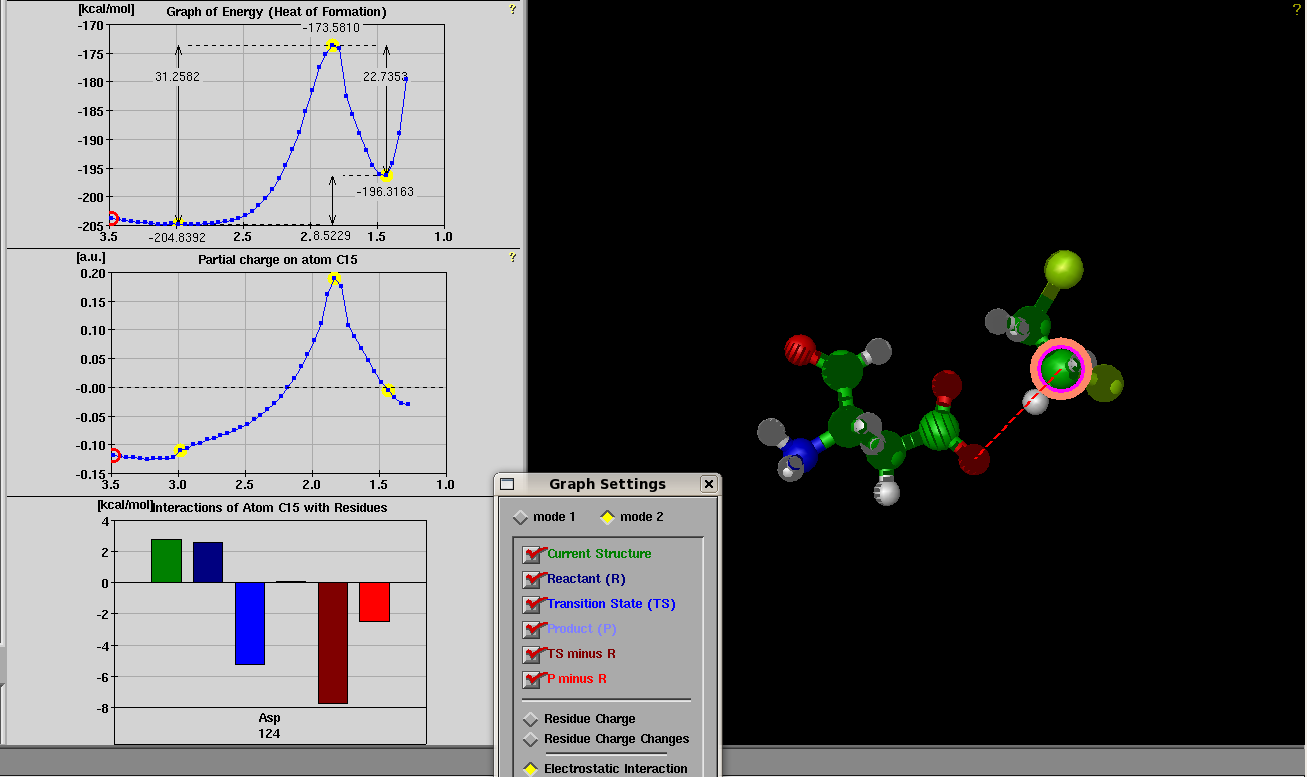 [kcal/mol]
Graph of Energy (Heat of Formation)
?
?
-170
-173.5810
-175
31.2582
22.7353
-180
-185
-190
-195
-196.3163
-200
-205
3.5
-204.8392
2.5
2.
8.5229
1.5
1.0
[a.u.]
Partial charge on atom C15
?
0.20
0.15
0.10
0.05
-0.00
-0.05
-0.10
-0.15
3.5
3.0
2.5
2.0
1.5
1.0
[kcal/mol]
Interactions of Atom C15 with Residues
4
2
0
-2
-4
-6
-8
Asp
124
Graph Settings
mode 1
mode 2
Current Structure
Reactant (R)
Transition State (TS)
Product (P)
TS minus R
P minus R
Residue Charge
Residue Charge Changes
Electrostatic Interaction